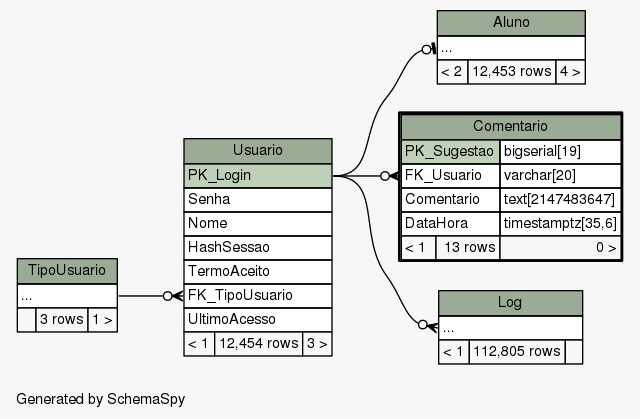 Aluno
...
< 2 12,453 rows 4 >
Comentario
PK_Sugestao bigserial[19]
FK_Usuario varchar[20]
Comentario text[2147483647]
DataHora timestamptz[35,6]
< 1 13 rows 0 >
Usuario
PK_Login
Senha
Nome
HashSessao
TermoAceito
FK_TipoUsuario
UltimoAcesso
< 1 12,454 rows 3 >
TipoUsuario
...
3 rows 1 >
Log
...
< 1 112,805 rows
Generated by SchemaSpy